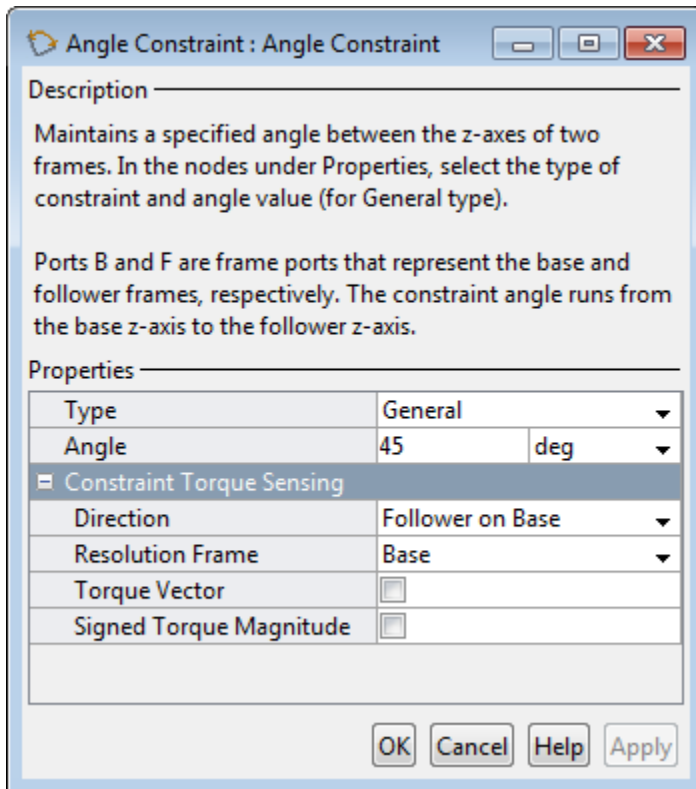 Angle Constraint : Angle Constraint
Description
Maintains a specified angle between the z-axes of two
frames. In the nodes under Properties, select the type of
constraint and angle value (for General type).
Ports B and F are frame ports that represent the base and
follower frames, respectively. The constraint angle runs from
the base z-axis to the follower z-axis.
Properties
Type General
Angle 45 deg
Constraint Torque Sensing
Direction Follower on Base
Resolution Frame Base
Torque Vector
Signed Torque Magnitude
OK Cancel Help Apply